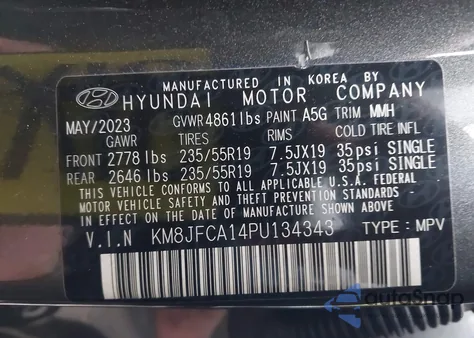 MANUFACTURED IN KOREA BY
HYUNDAI MOTOR COMPANY
MAY/2023 GVWR 4861 lbs PAINT A5G TRIM MMH
GAWR TIRES RIMS COLD TIRE INFL
FRONT 2778 lbs 235/55R19 7.5JX19 35psi SINGLE
REAR 2646 lbs 235/55R19 7.5JX19 35psi SINGLE
THIS VEHICLE CONFORMS TO ALL APPLICABLE U.S.A. FEDERAL
MOTOR VEHICLE SAFETY AND THEFT PREVENTION STANDARDS
IN EFFECT ON THE DATE OF MANUFACTURE SHOWN ABOVE.
V.I.N KM8JFCA14PU134343 TYPE : MPV
autoSnap